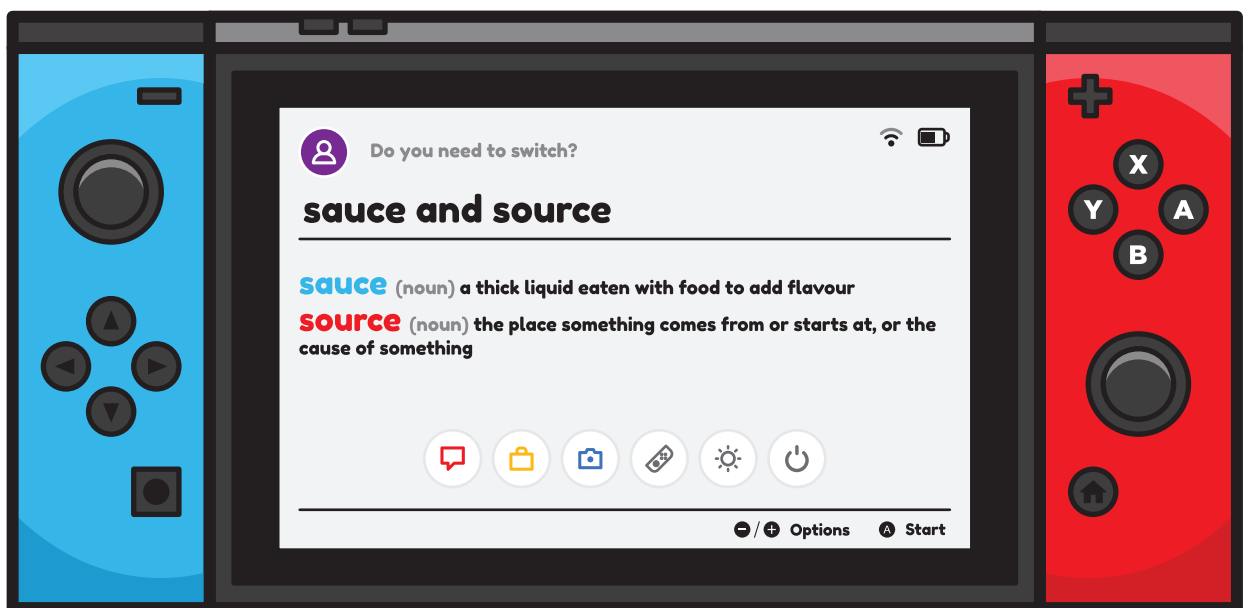 Do you need to switch?
sauce and source
sauce (noun) a thick liquid eaten with food to add flavour
source (noun) the place something comes from or starts at, or the
cause of something
X
Y A
B
/ Options A Start